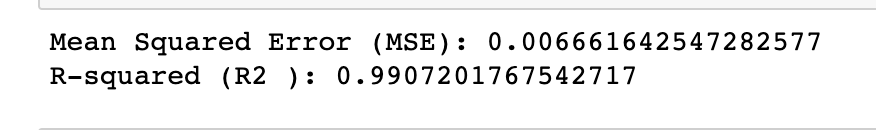 Mean Squared Error (MSE): 0.006661642547282577
R-squared (R2 ): 0.9907201767542717